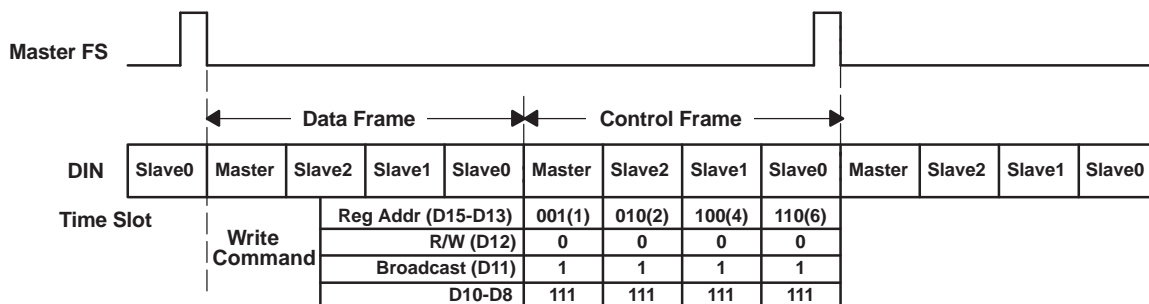 Master FS
Data Frame Control Frame
DIN Slave0 Master Slave2 Slave1 Slave0 Master Slave2 Slave1 Slave0 Master Slave2 Slave1 Slave0
Time Slot
Write Command
Reg Addr (D15-D13) 001(1) 010(2) 100(4) 110(6)
R/W (D12) 0 0 0 0
Broadcast (D11) 1 1 1 1
D10-D8 111 111 111 111